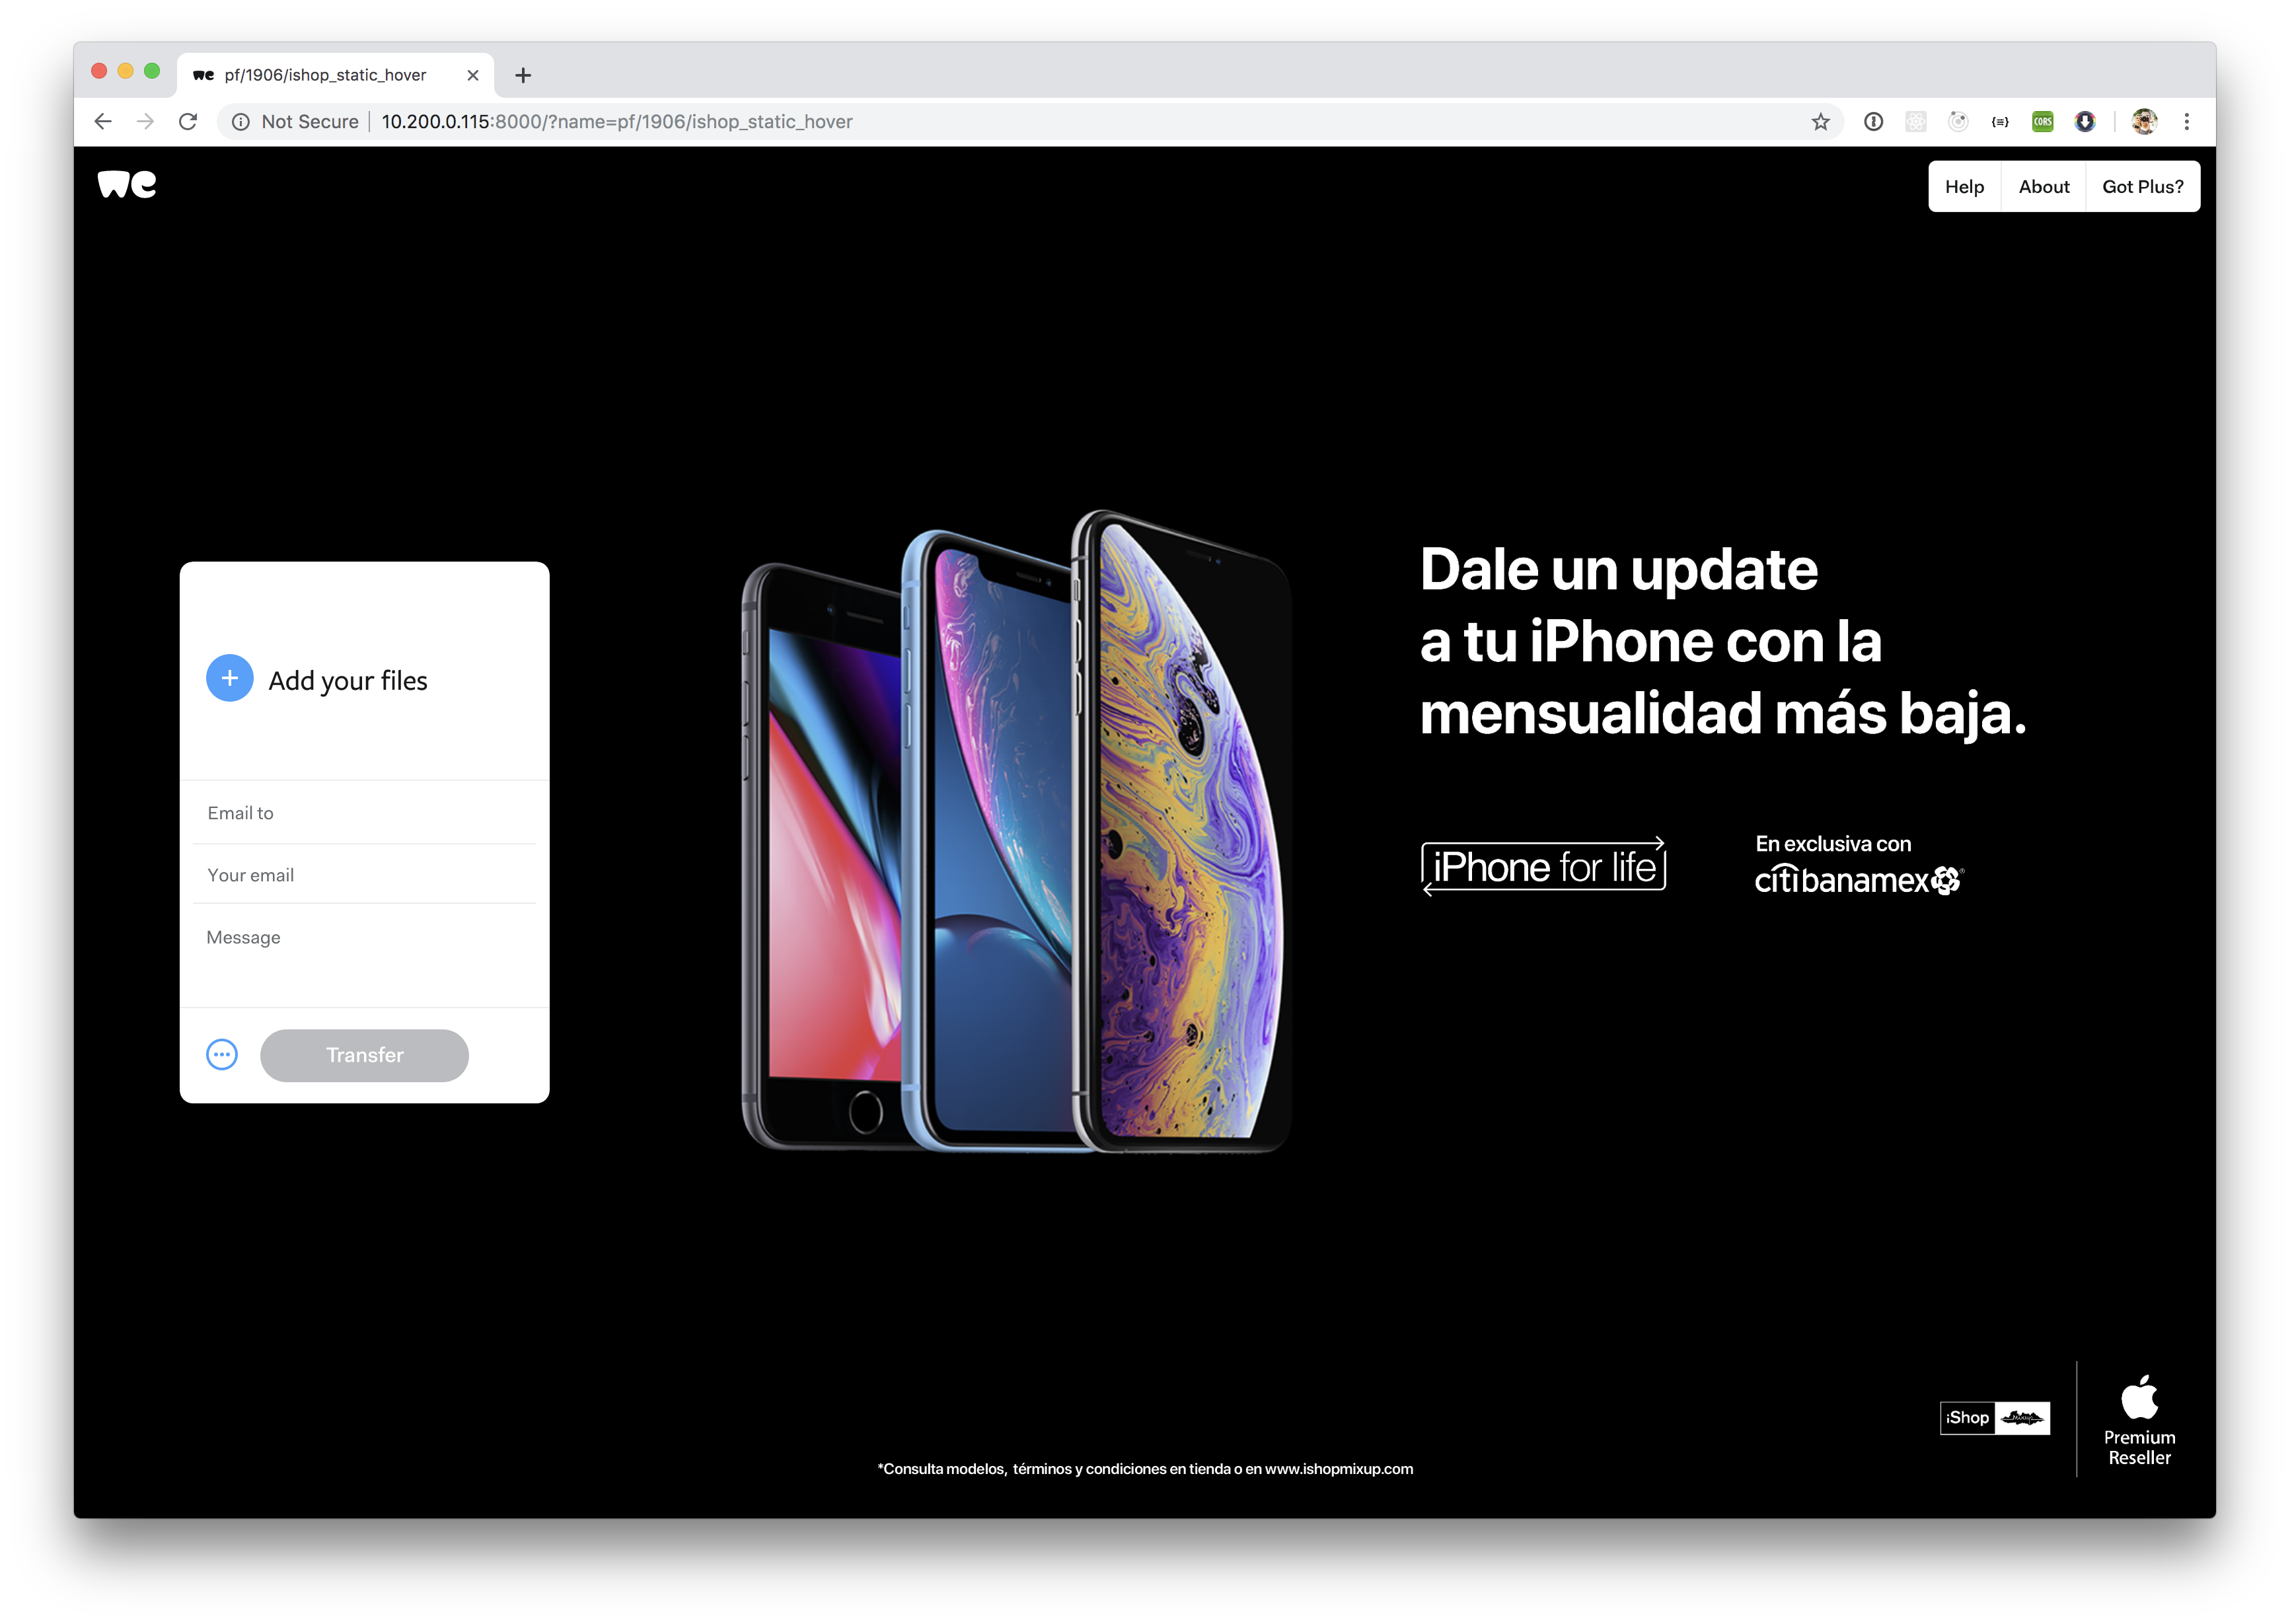 we pf/1906/ishop_static_hover
Not Secure 10.200.0.115:8000/?name=pf/1906/ishop_static_hover
CORS
we
Help About Got Plus?
Add your files
Email to
Your email
Message
Transfer
Dale un update
a tu iPhone con la
mensualidad más baja.
iPhone for life
En exclusiva con
citibanamex®
iShop
Premium
Reseller
*Consulta modelos, términos y condiciones en tienda o en www.ishopmixup.com